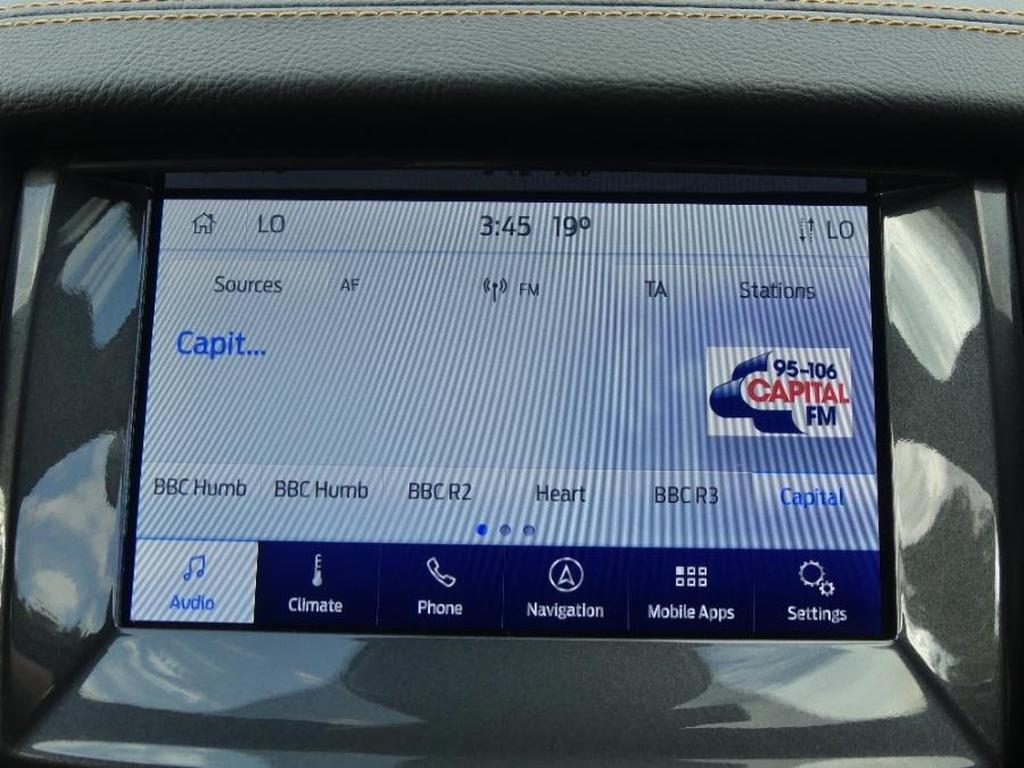 LO 3:45 19° LO
Sources AF FM TA Stations
Capit...
95-106
CAPITAL
FM
BBC Humb BBC Humb BBC R2 Heart BBC R3 Capital
Audio Climate Phone Navigation Mobile Apps Settings